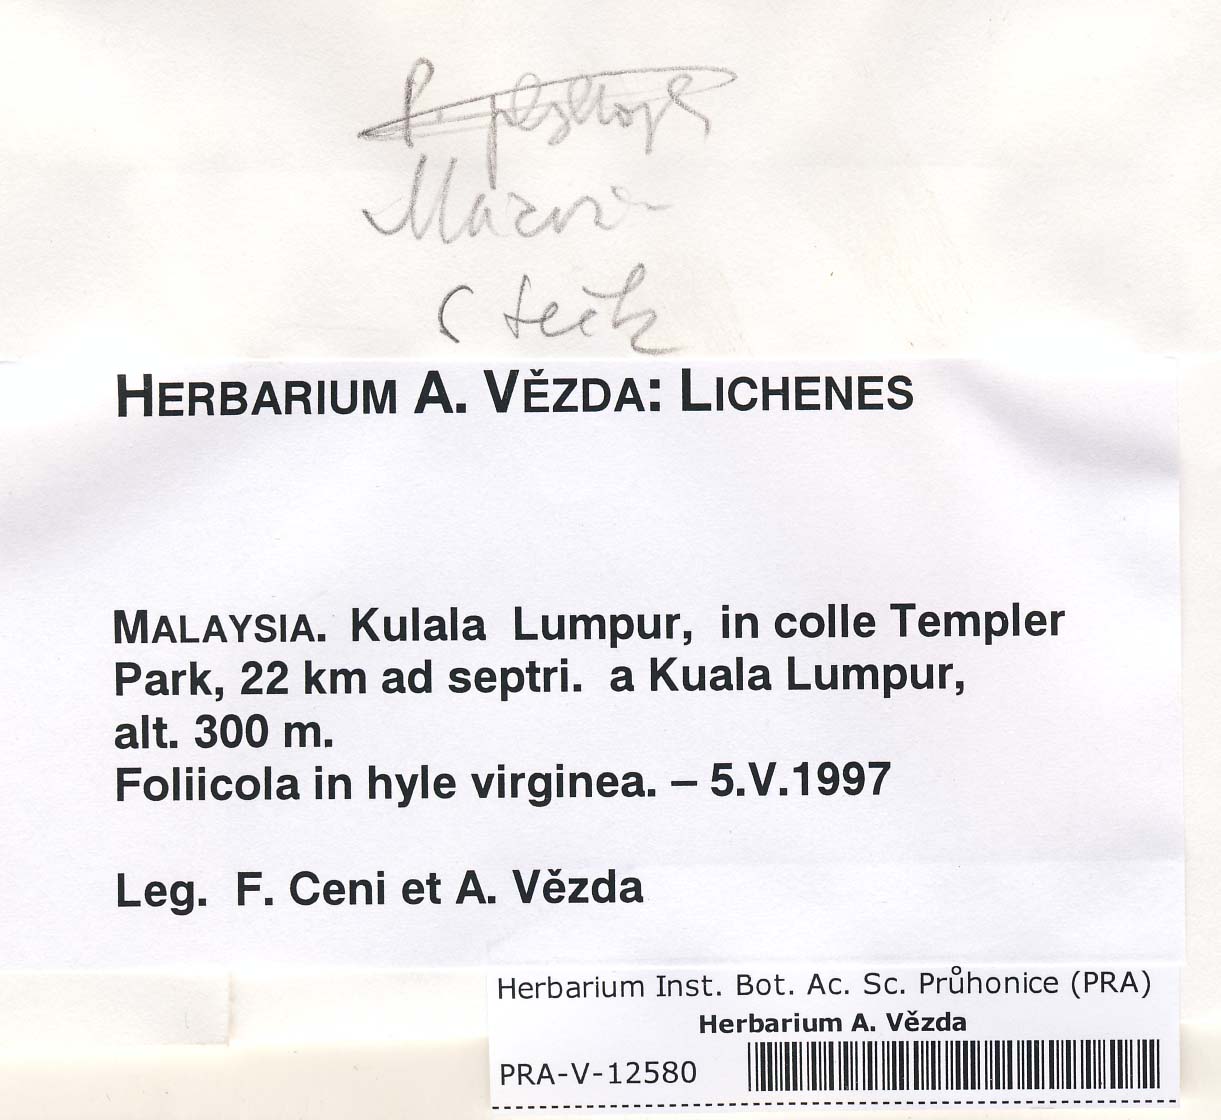 HERBARIUM A. VĚZDA: LICHENES
MALAYSIA. Kulala Lumpur, in colle Templer
Park, 22 km ad septri. a Kuala Lumpur,
alt. 300 m.
Foliicola in hyle virginea. – 5.V.1997
Leg. F. Ceni et A. Vězda
Herbarium Inst. Bot. Ac. Sc. Průhonice (PRA)
Herbarium A. Vězda
PRA-V-12580